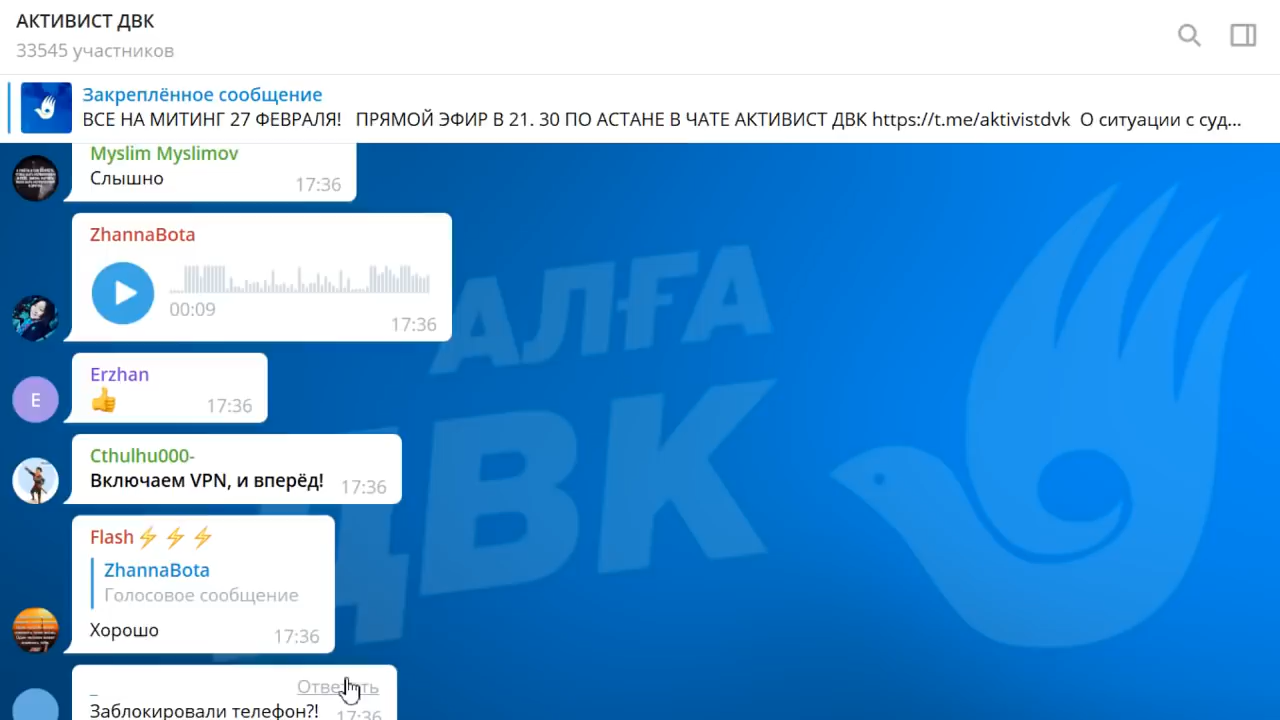 АКТИВИСТ ДВК
33545 участников
Закреплённое сообщение
ВСЕ НА МИТИНГ 27 ФЕВРАЛЯ! ПРЯМОЙ ЭФИР В 21. 30 ПО АСТАНЕ В ЧАТЕ АКТИВИСТ ДВК https://t.me/aktivistdvk О ситуации с суд...
Myslim Myslimov
Слышно
17:36
ZhannaBota
00:09
17:36
Erzhan
👍
17:36
E
Cthulhu000-
Включаем VPN, и вперёд!
17:36
Flash⚡⚡⚡
ZhannaBota
Голосовое сообщение
Хорошо
17:36
_
Ответить
Заблокировали телефон?!
17:36
АЛҒА
ДВК